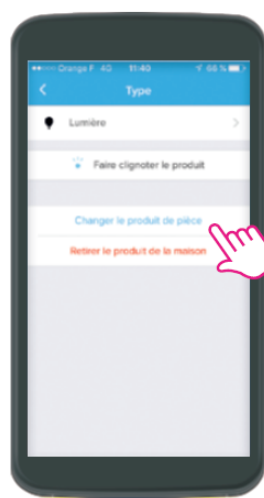 Orange F 4G 11:40 66 %
Type
Lumière
Faire clignoter le produit
Changer le produit de pièce
Retirer le produit de la maison